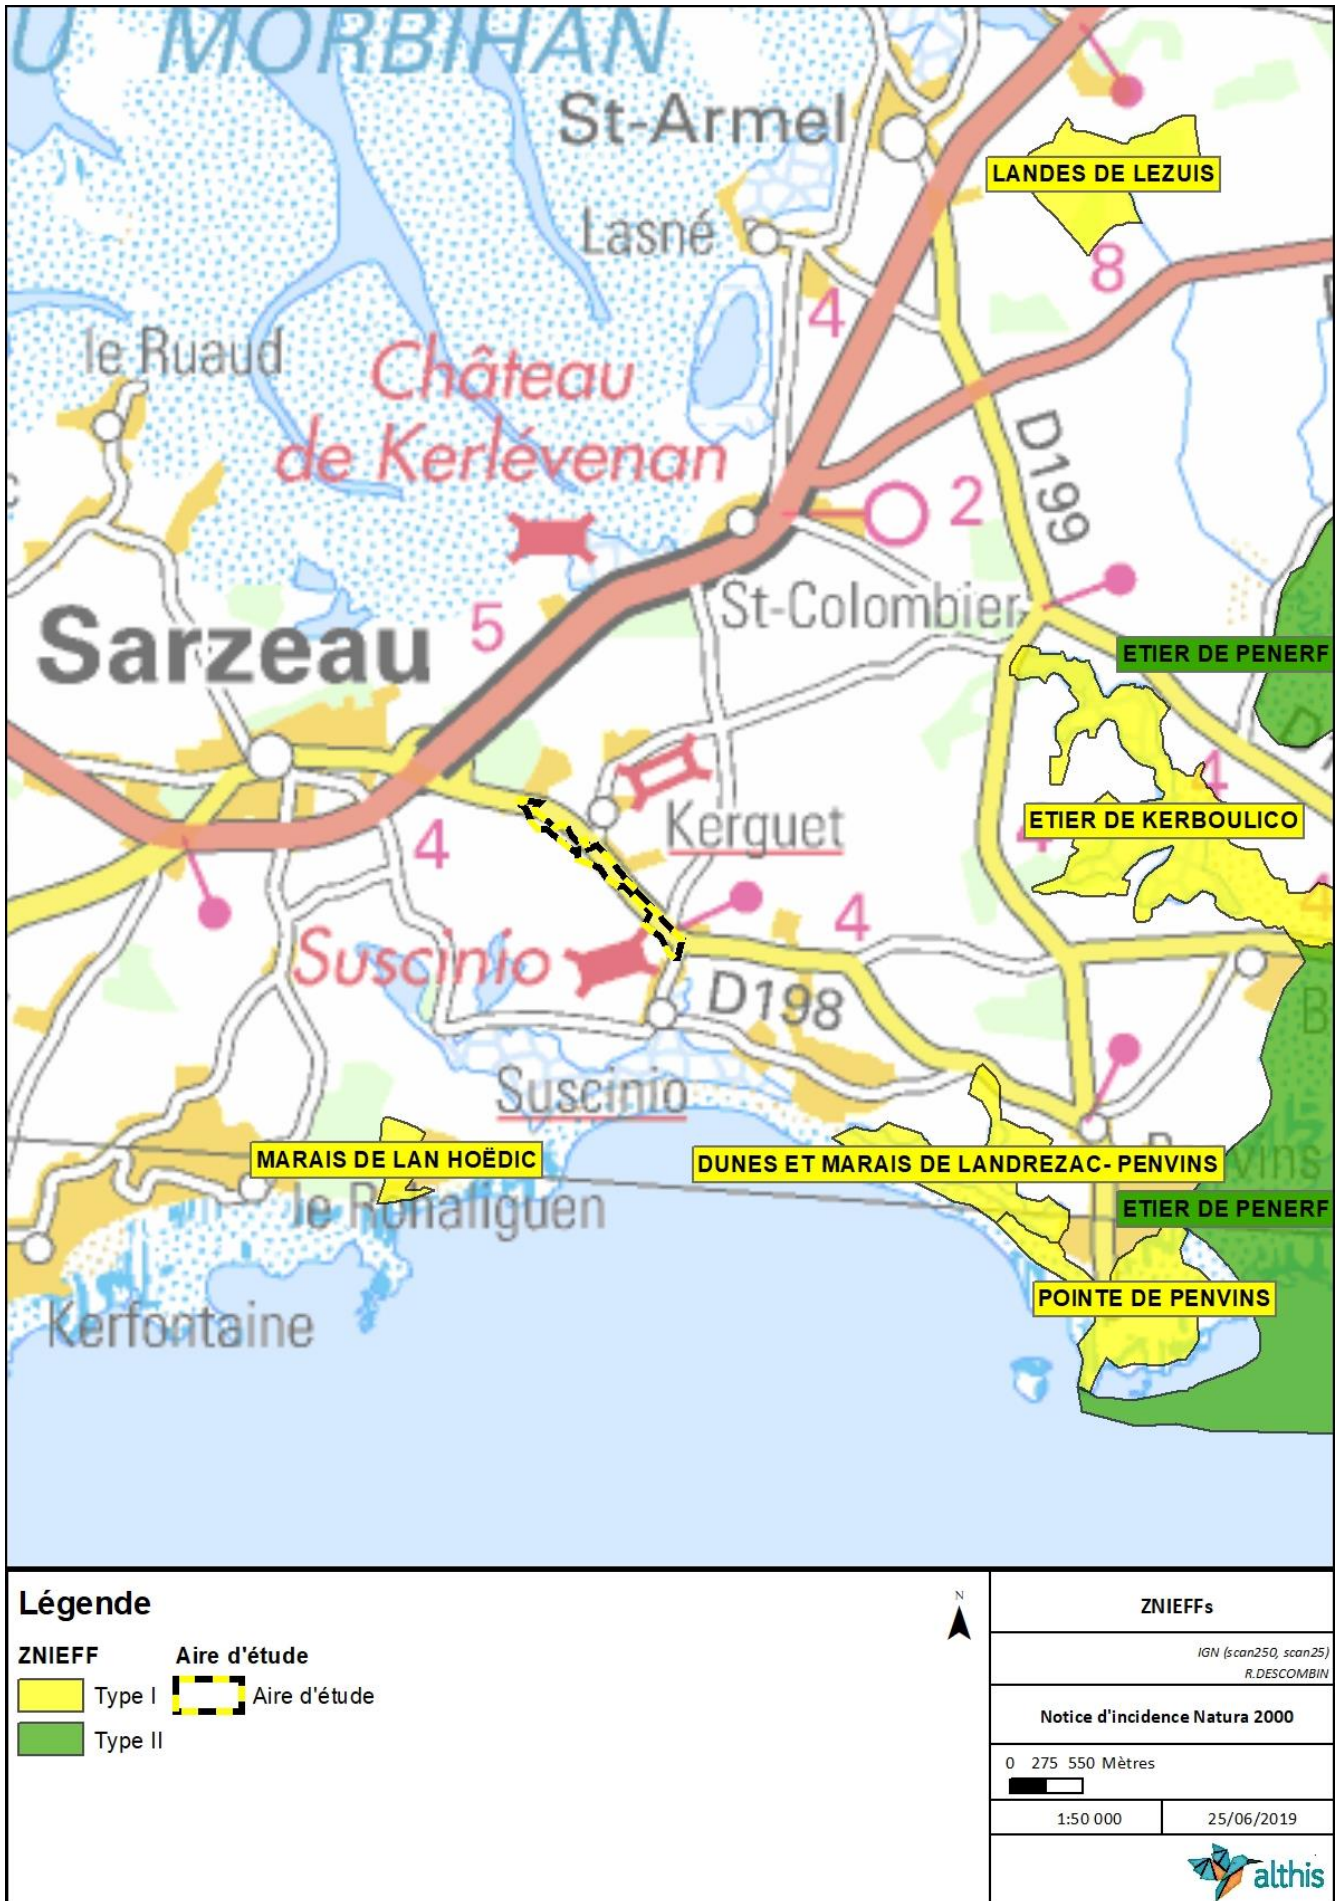 U MORBIHAN
St-Armel
LANDES DE LEZUIS
Lasné
8
4
le Ruaud
Château
de Kerlévenan
D199
2
St-Colombier
5
Sarzeau
ETIER DE PENERF
4
ETIER DE KERBOULICO
Kerguet
4
4
4
4
Suscinio
D198
B
Suscinio
MARAIS DE LAN HOËDIC
DUNES ET MARAIS DE LANDREZAC- PENVINS
vins
le Rohaliguen
ETIER DE PENERF
POINTE DE PENVINS
Kerfontaine
Légende
ZNIEFF
Aire d'étude
Type I
Aire d'étude
Type II
N
ZNIEFFs
IGN (scan250, scan25)
R.DESCOMBIN
Notice d'incidence Natura 2000
0 275 550 Mètres
1:50 000
25/06/2019
althis